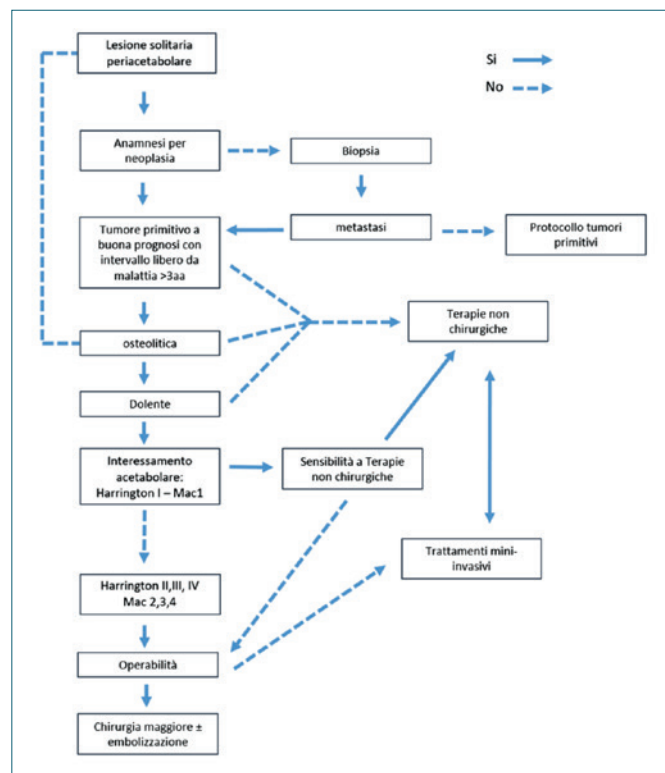 Lesione solitaria
periacetabolare
Si
No
Anamnesi per
neoplasia
Biopsia
Tumore primitivo a
buona prognosi con
intervallo libero da
malattia >3aa
metastasi
Protocollo tumori
primitivi
osteolitica
Terapie non
chirurgiche
Dolente
Interessamento
acetabolare:
Harrington I – Mac1
Sensibilità a Terapie
non chirurgiche
Trattamenti mini-
invasivi
Harrington II,III, IV
Mac 2,3,4
Operabilità
Chirurgia maggiore ±
embolizzazione